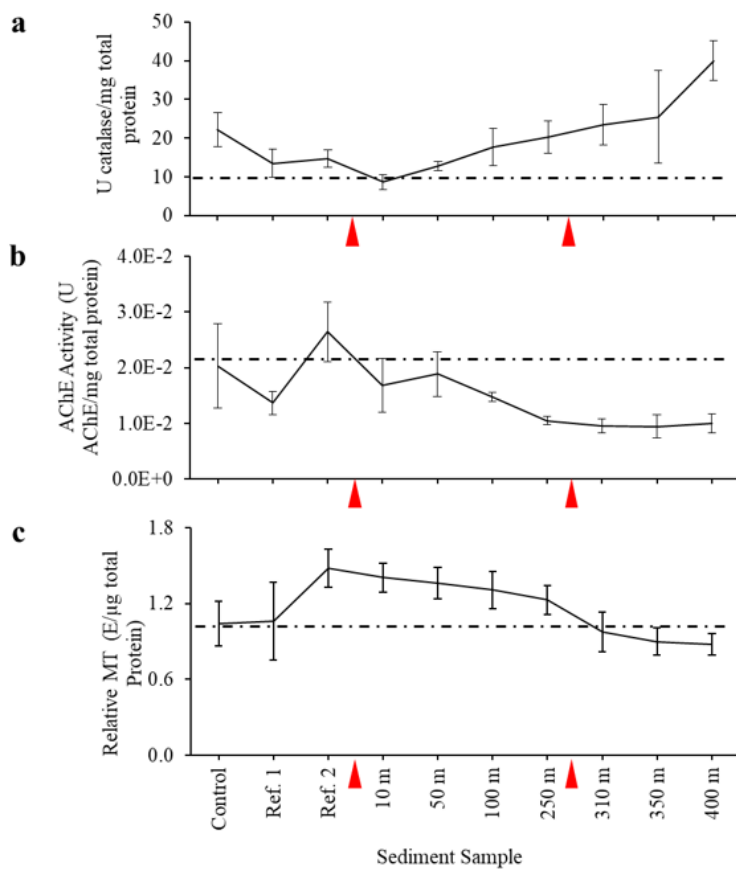 a
U catalase/mg total
protein
50
40
30
20
10
0
b
AChE Activity (U
AChE/mg total protein)
4.0E-2
3.0E-2
2.0E-2
1.0E-2
0.0E+0
c
Relative MT (E/µg total
Protein)
1.8
1.2
0.6
0.0
Control
Ref. 1
Ref. 2
10 m
50 m
100 m
250 m
310 m
350 m
400 m
Sediment Sample